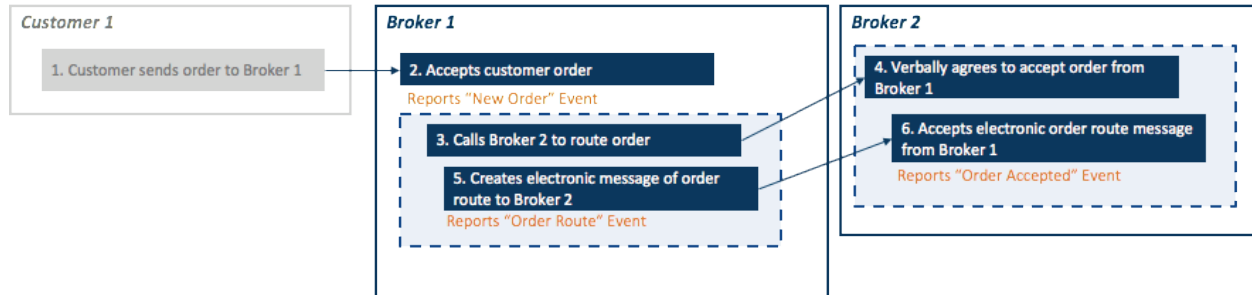 Customer 1
1. Customer sends order to Broker 1
Broker 1
2. Accepts customer order
Reports "New Order" Event
3. Calls Broker 2 to route order
5. Creates electronic message of order
route to Broker 2
Reports "Order Route" Event
Broker 2
4. Verbally agrees to accept order from
Broker 1
6. Accepts electronic order route message
from Broker 1
Reports "Order Accepted" Event